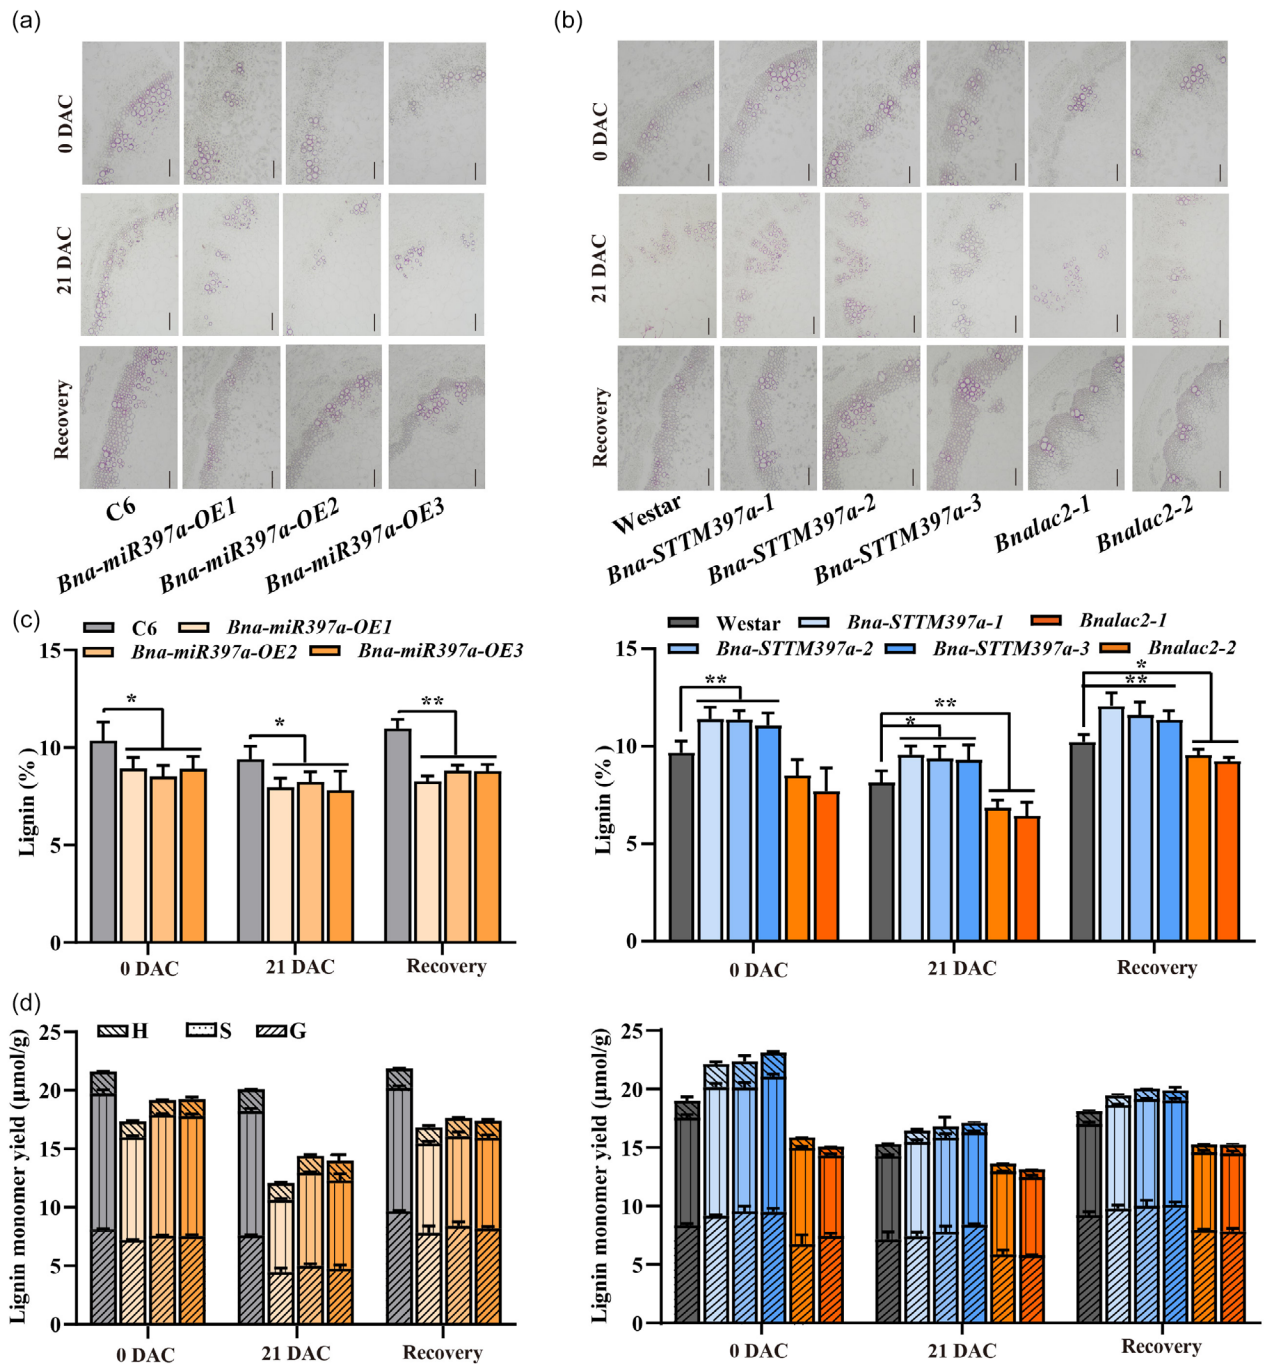 (a)
(b)
0 DAC
21 DAC
Recovery
C6
Bna-miR397a-OE1
Bna-miR397a-OE2
Bna-miR397a-OE3
0 DAC
21 DAC
Recovery
Westar
Bna-STTM397a-1
Bna-STTM397a-2
Bna-STTM397a-3
Bnalac2-1
Bnalac2-2
(c)
C6 Bna-miR397a-OE1
Bna-miR397a-OE2 Bna-miR397a-OE3
Lignin (%)
15
10
5
0
* * **
0 DAC 21 DAC Recovery
Westar Bna-STTM397a-1 Bnalac2-1
Bna-STTM397a-2 Bna-STTM397a-3 Bnalac2-2
Lignin (%)
15
10
5
0
** * ** * **
0 DAC 21 DAC Recovery
(d)
H S G
Lignin monomer yield (μmol/g)
25
20
15
10
5
0
0 DAC 21 DAC Recovery
Lignin monomer yield (μmol/g)
25
20
15
10
5
0
0 DAC 21 DAC Recovery